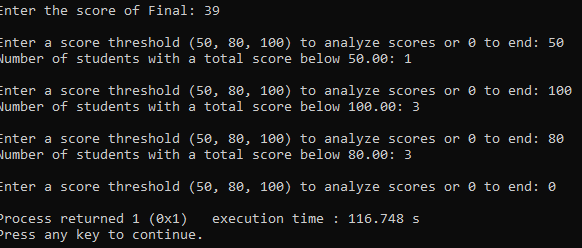 Enter the score of Final: 39
Enter a score threshold (50, 80, 100) to analyze scores or 0 to end: 50
Number of students with a total score below 50.00: 1
Enter a score threshold (50, 80, 100) to analyze scores or 0 to end: 100
Number of students with a total score below 100.00: 3
Enter a score threshold (50, 80, 100) to analyze scores or 0 to end: 80
Number of students with a total score below 80.00: 3
Enter a score threshold (50, 80, 100) to analyze scores or 0 to end: 0
Process returned 1 (0x1)   execution time : 116.748 s
Press any key to continue.